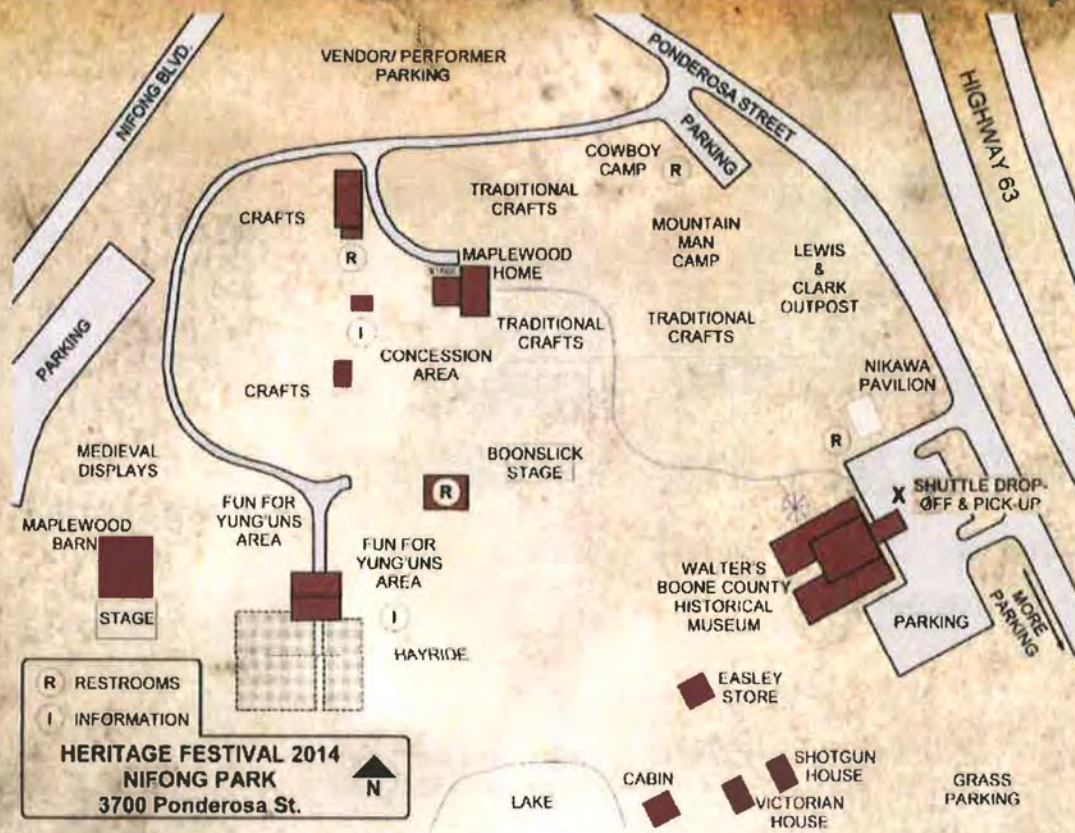 VENDOR/ PERFORMER
PARKING
NIFONG BLVD.
PONDEROSA STREET
HIGHWAY 63
PARKING
COWBOY
CAMP
R
TRADITIONAL
CRAFTS
CRAFTS
MOUNTAIN
MAN
CAMP
LEWIS
&
CLARK
OUTPOST
R
MAPLEWOOD
HOME
STAGE
I
TRADITIONAL
CRAFTS
TRADITIONAL
CRAFTS
PARKING
CONCESSION
AREA
NIKAWA
PAVILION
CRAFTS
R
MEDIEVAL
DISPLAYS
BOONSLICK
STAGE
R
X
SHUTTLE DROP-
OFF & PICK-UP
FUN FOR
YUNG'UNS
AREA
MAPLEWOOD
BARN
FUN FOR
YUNG'UNS
AREA
WALTER'S
BOONE COUNTY
HISTORICAL
MUSEUM
STAGE
I
PARKING
MORE
PARKING
HAYRIDE
EASLEY
STORE
R RESTROOMS
I INFORMATION
HERITAGE FESTIVAL 2014
NIFONG PARK
3700 Ponderosa St.
N
LAKE
CABIN
SHOTGUN
HOUSE
VICTORIAN
HOUSE
GRASS
PARKING